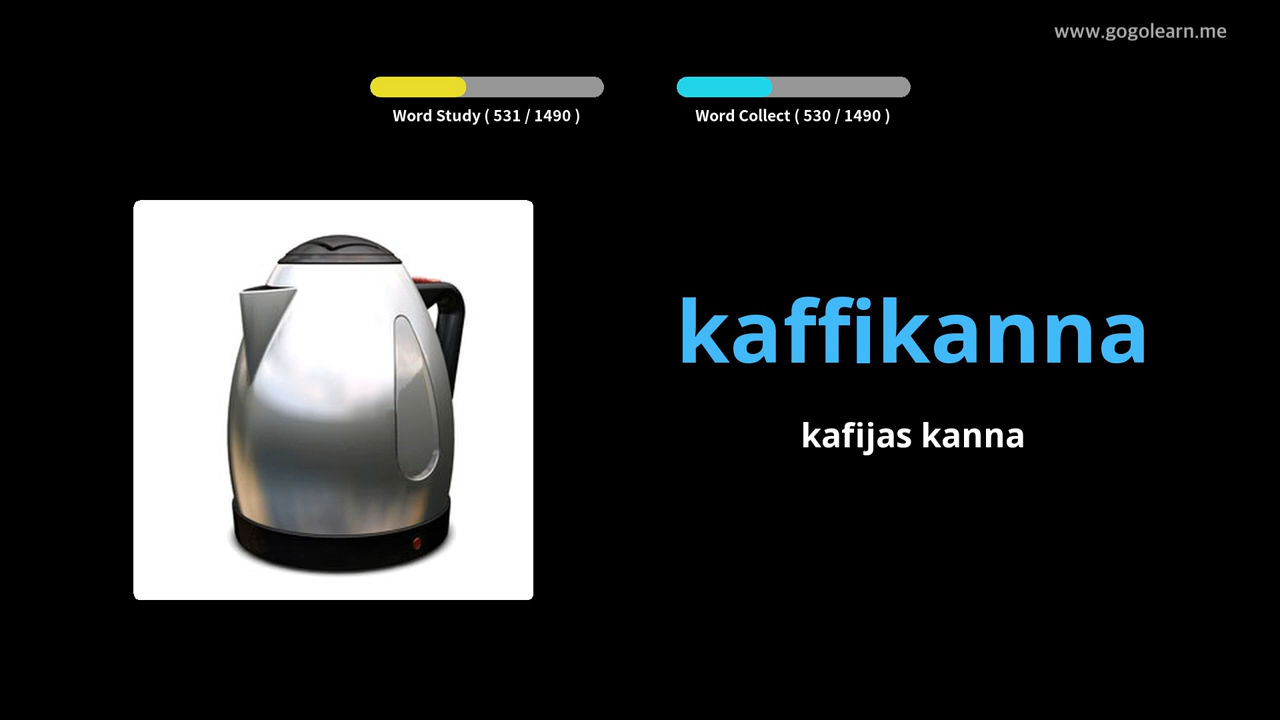 www.gogolearn.me
Word Study ( 531 / 1490 )
Word Collect ( 530 / 1490 )
kaffikanna
kafijas kanna